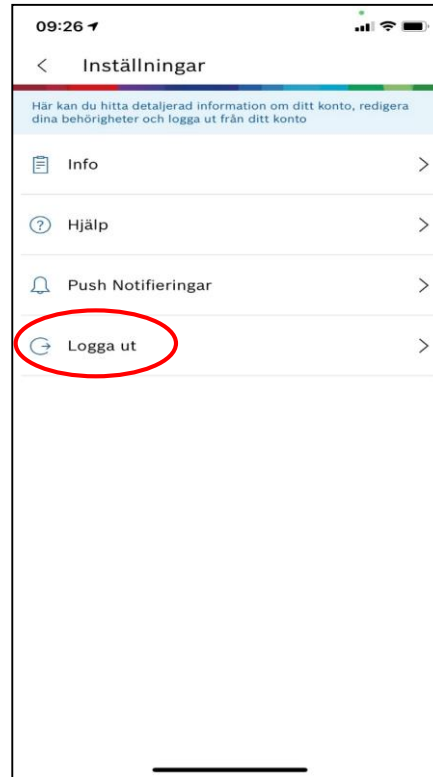 09:26
Inställningar
Här kan du hitta detaljerad information om ditt konto, redigera
dina behörigheter och logga ut från ditt konto
Info
Hjälp
Push Notifieringar
Logga ut